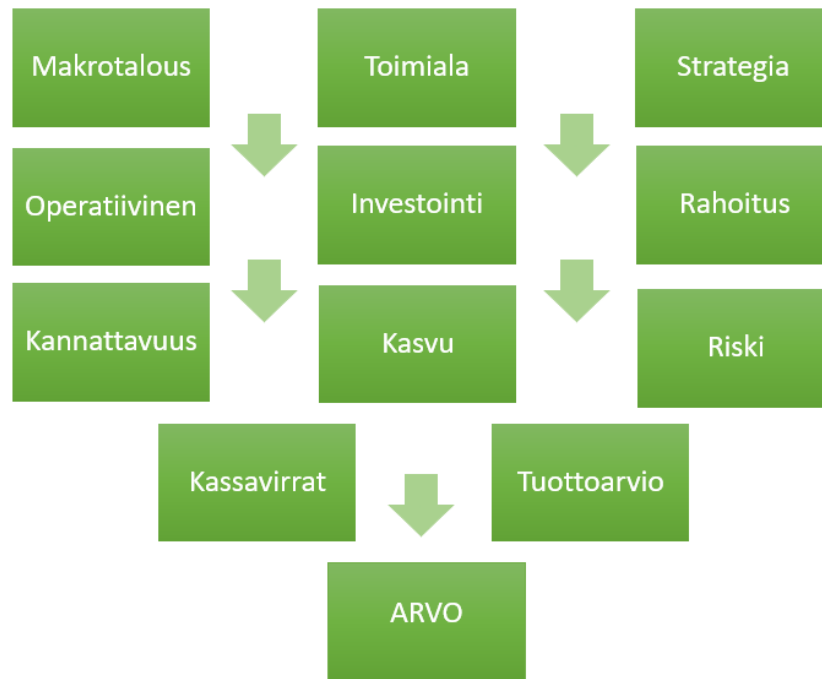 Makrotalous
Toimiala
Strategia
Operatiivinen
Investointi
Rahoitus
Kannattavuus
Kasvu
Riski
Kassavirrat
Tuottoarvio
ARVO